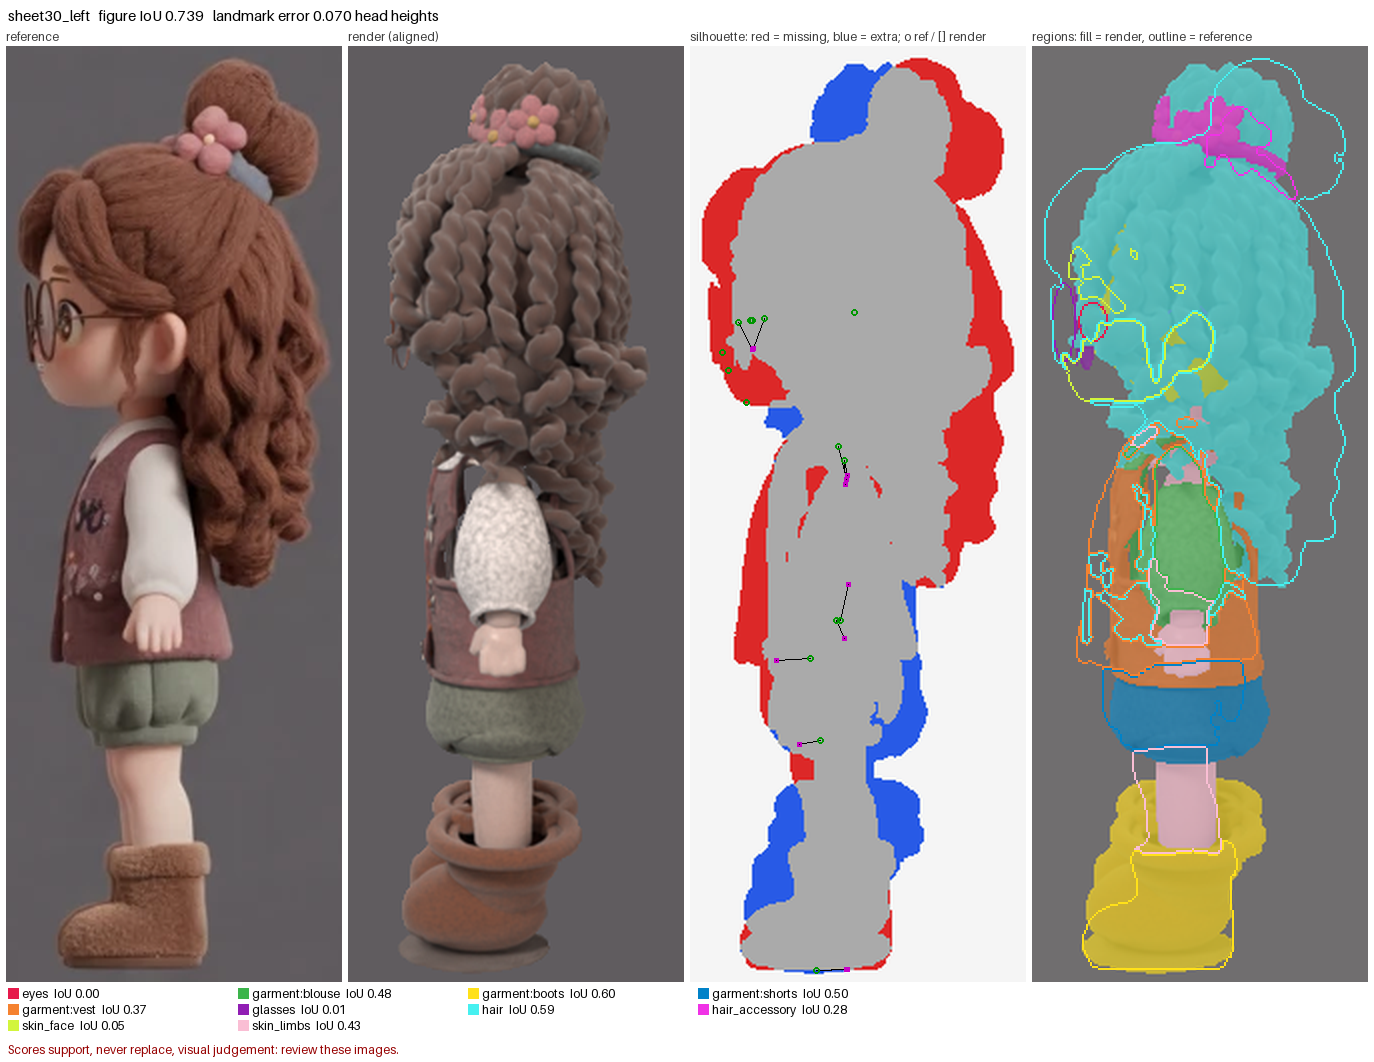 sheet30_left  figure IoU 0.739   landmark error 0.070 head heights
reference
render (aligned)
silhouette: red = missing, blue = extra; o ref / [] render
regions: fill = render, outline = reference
eyes  IoU 0.00
garment:blouse  IoU 0.48
garment:boots  IoU 0.60
garment:shorts  IoU 0.50
garment:vest  IoU 0.37
glasses  IoU 0.01
hair  IoU 0.59
hair_accessory  IoU 0.28
skin_face  IoU 0.05
skin_limbs  IoU 0.43
Scores support, never replace, visual judgement: review these images.